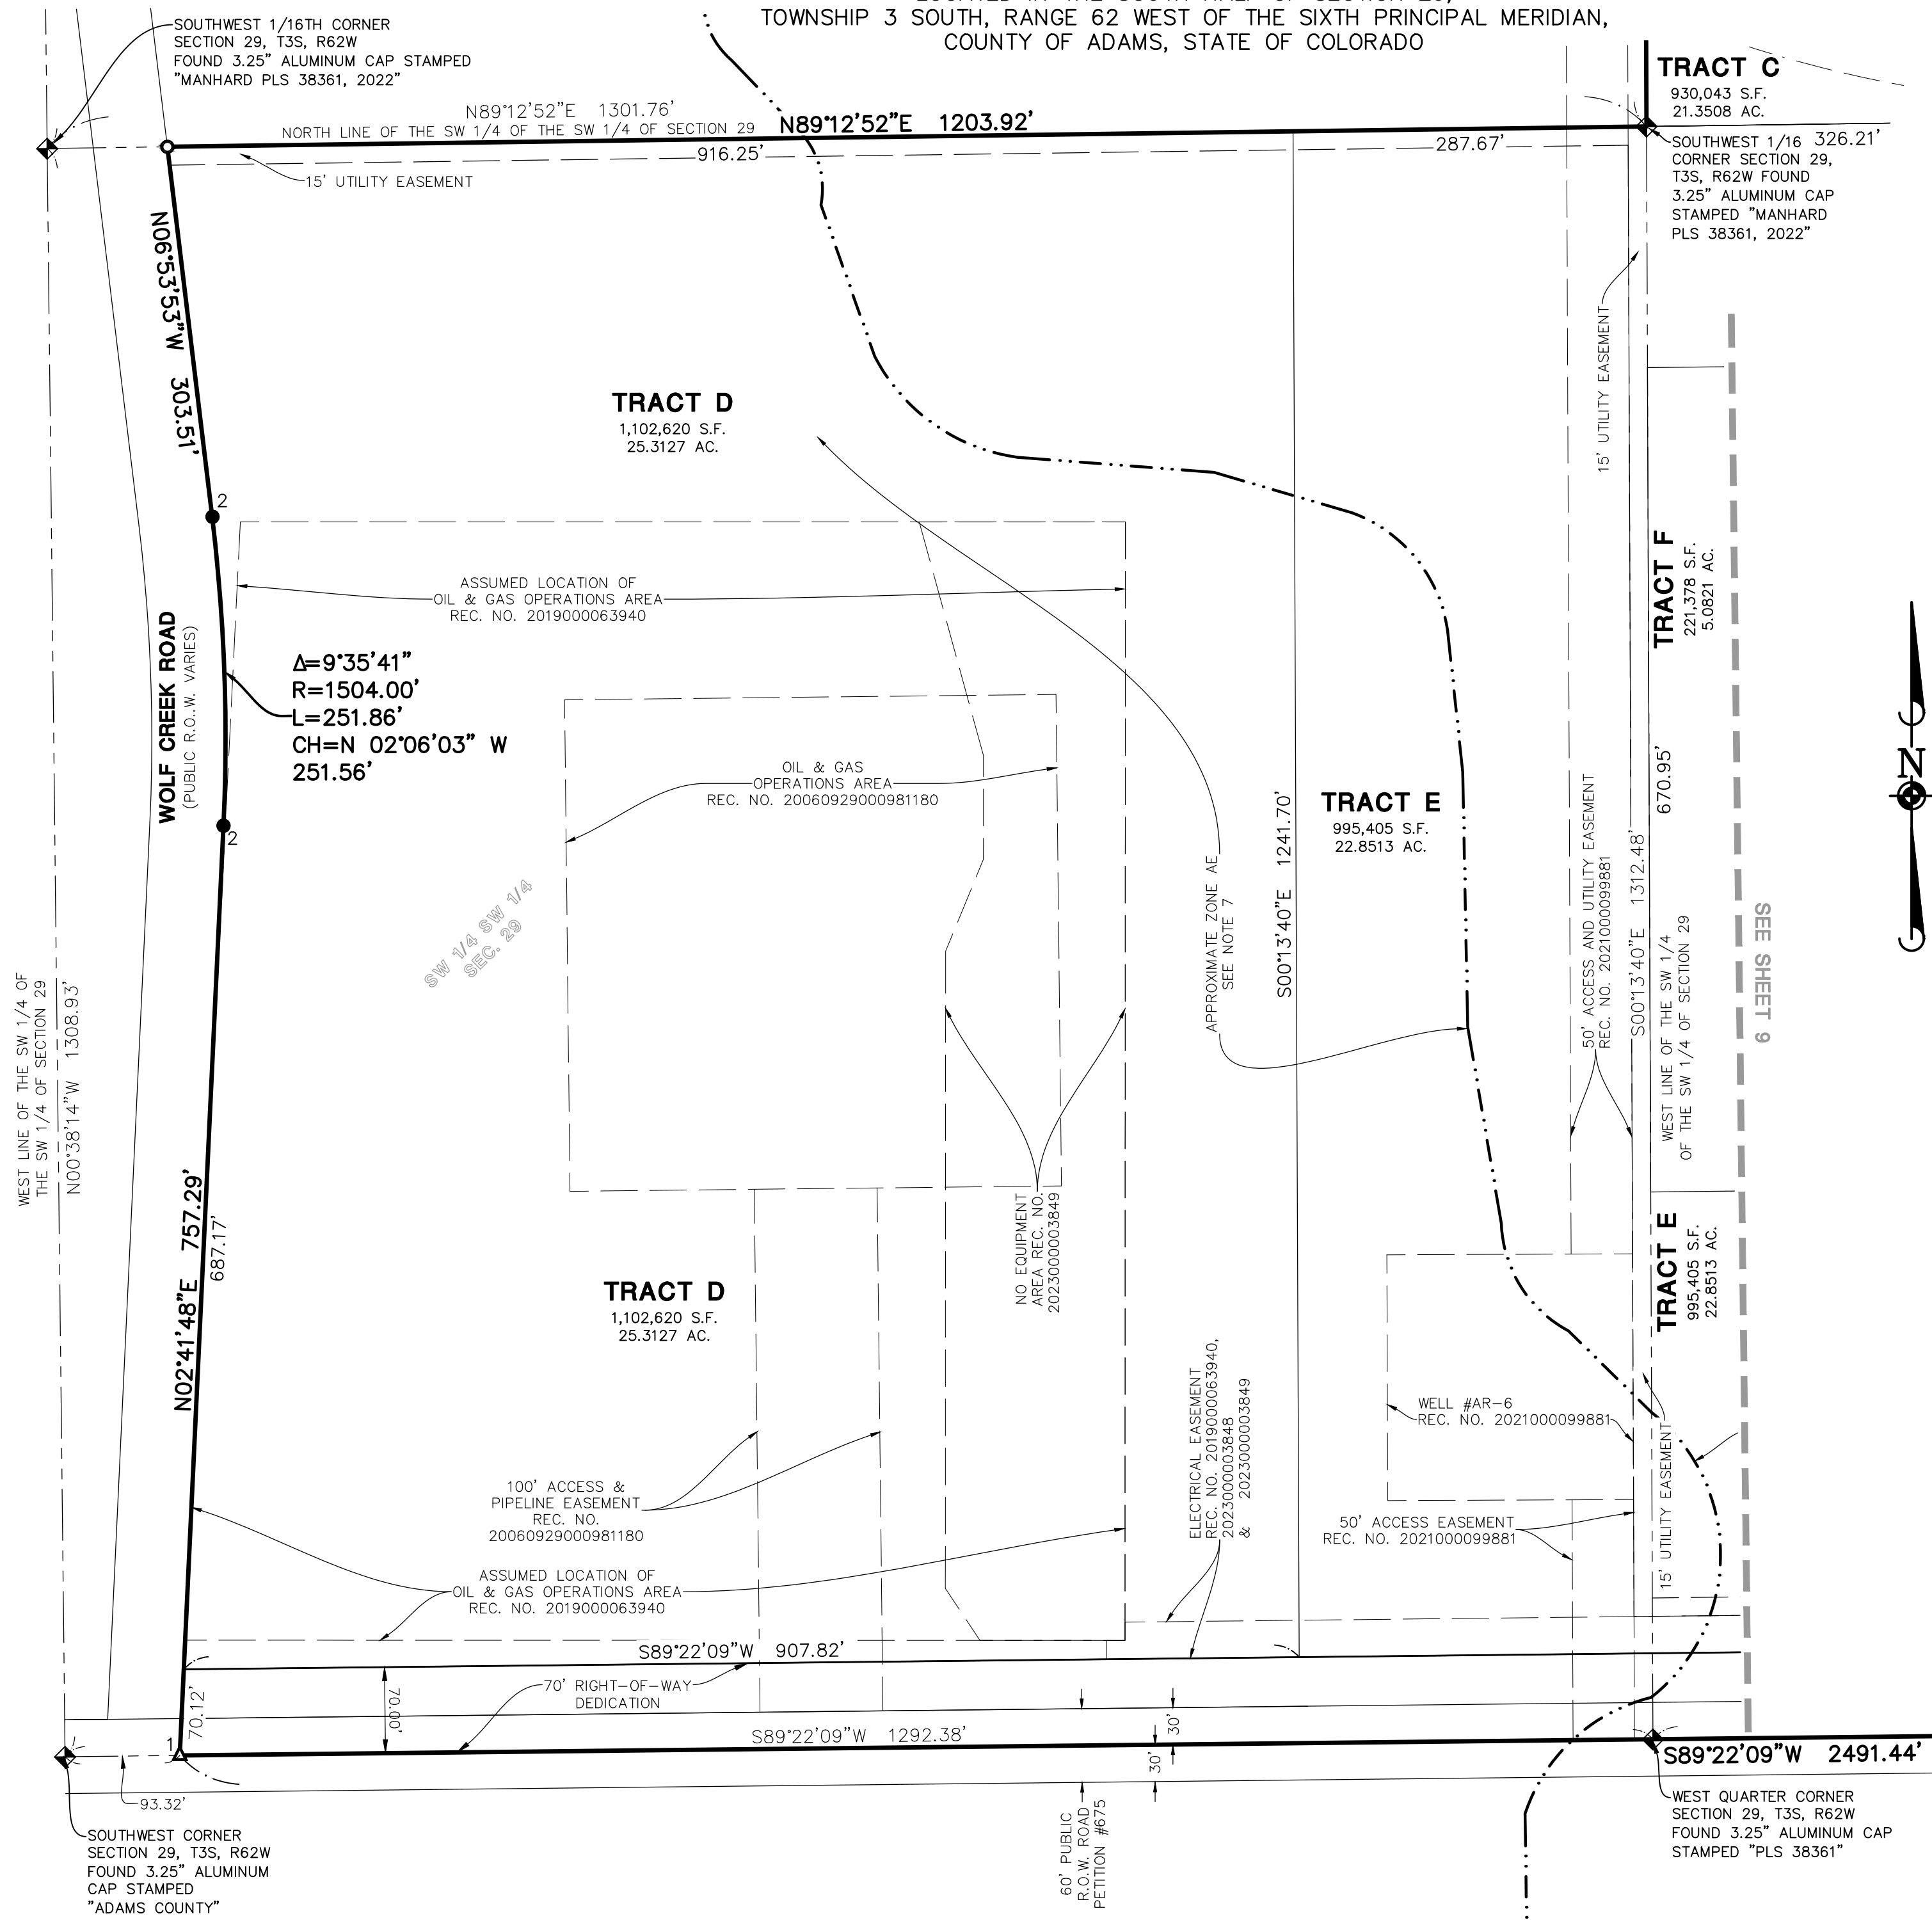 TOWNSHIP 3 SOUTH, RANGE 62 WEST OF THE SIXTH PRINCIPAL MERIDIAN,
COUNTY OF ADAMS, STATE OF COLORADO
SOUTHWEST 1/16TH CORNER
SECTION 29, T3S, R62W
FOUND 3.25" ALUMINUM CAP STAMPED
"MANHARD PLS 38361, 2022"
N89°12'52"E 1301.76'
NORTH LINE OF THE SW 1/4 OF THE SW 1/4 OF SECTION 29
N89°12'52"E 1203.92'
916.25'
287.67'
15' UTILITY EASEMENT
TRACT C
930,043 S.F.
21.3508 AC.
326.21'
SOUTHWEST 1/16
CORNER SECTION 29,
T3S, R62W FOUND
3.25" ALUMINUM CAP
STAMPED "MANHARD
PLS 38361, 2022"
N06°53'53"W 303.51'
15' UTILITY EASEMENT
TRACT D
1,102,620 S.F.
25.3127 AC.
2
ASSUMED LOCATION OF
OIL & GAS OPERATIONS AREA
REC. NO. 2019000063940
TRACT F
221,378 S.F.
5.0821 AC.
WOLF CREEK ROAD
(PUBLIC R.O..W. VARIES)
Δ=9°35'41"
R=1504.00'
L=251.86'
CH=N 02°06'03" W
251.56'
2
OIL & GAS
OPERATIONS AREA
REC. NO. 20060929000981180
TRACT E
995,405 S.F.
22.8513 AC.
670.95'
N
SW 1/4 SW 1/4
SEC. 29
APPROXIMATE ZONE AE
SEE NOTE 7
S00°13'40"E 1241.70'
50' ACCESS AND UTILITY EASEMENT
REC. NO. 2021000099881
S00°13'40"E 1312.48'
WEST LINE OF THE SW 1/4
OF THE SW 1/4 OF SECTION 29
SEE SHEET 9
WEST LINE OF THE SW 1/4 OF
THE SW 1/4 OF SECTION 29
N00°38'14"W 1308.93'
N02°41'48"E 757.29'
687.17'
NO EQUIPMENT
AREA REC. NO.
2023000003849
TRACT D
1,102,620 S.F.
25.3127 AC.
TRACT E
995,405 S.F.
22.8513 AC.
ELECTRICAL EASEMENT
REC. NO. 2019000063940,
2023000003848
& 2023000003849
WELL #AR-6
REC. NO. 2021000099881
100' ACCESS &
PIPELINE EASEMENT
REC. NO.
20060929000981180
50' ACCESS EASEMENT
REC. NO. 2021000099881
15' UTILITY EASEMENT
ASSUMED LOCATION OF
OIL & GAS OPERATIONS AREA
REC. NO. 2019000063940
S89°22'09"W 907.82'
70.12'
70.00'
70' RIGHT-OF-WAY
DEDICATION
1
S89°22'09"W 1292.38'
30'
30'
S89°22'09"W 2491.44'
93.32'
SOUTHWEST CORNER
SECTION 29, T3S, R62W
FOUND 3.25" ALUMINUM
CAP STAMPED
"ADAMS COUNTY"
60' PUBLIC
R.O.W. ROAD
PETITION #675
WEST QUARTER CORNER
SECTION 29, T3S, R62W
FOUND 3.25" ALUMINUM CAP
STAMPED "PLS 38361"